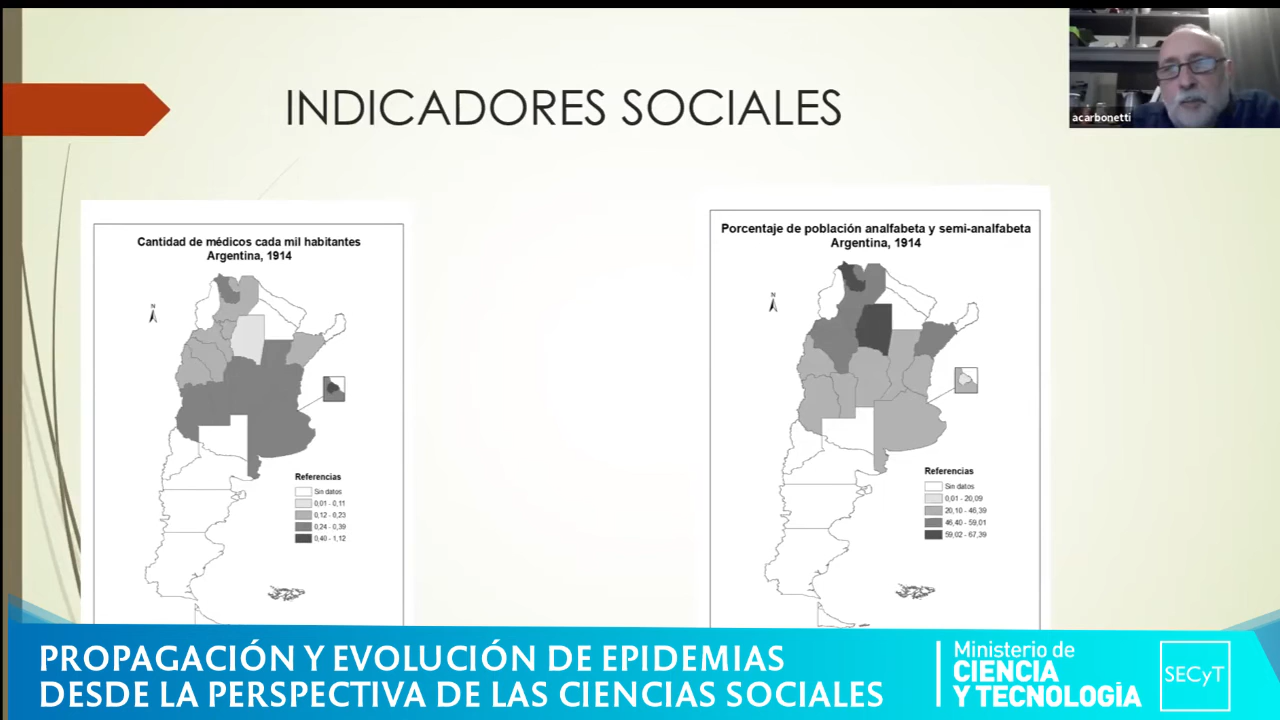 INDICADORES SOCIALES
acarbonetti
Cantidad de médicos cada mil habitantes
Argentina, 1914
N
Referencias
Sin datos
0,01 - 0,11
0,12 - 0,23
0,24 - 0,39
0,40 - 1,12
Porcentaje de población analfabeta y semi-analfabeta
Argentina, 1914
N
Referencias
Sin datos
0,01 - 20,09
20,10 - 46,39
46,40 - 59,01
59,02 - 67,39
PROPAGACIÓN Y EVOLUCIÓN DE EPIDEMIAS
DESDE LA PERSPECTIVA DE LAS CIENCIAS SOCIALES
Ministerio de
CIENCIA
Y TECNOLOGÍA
SECyT